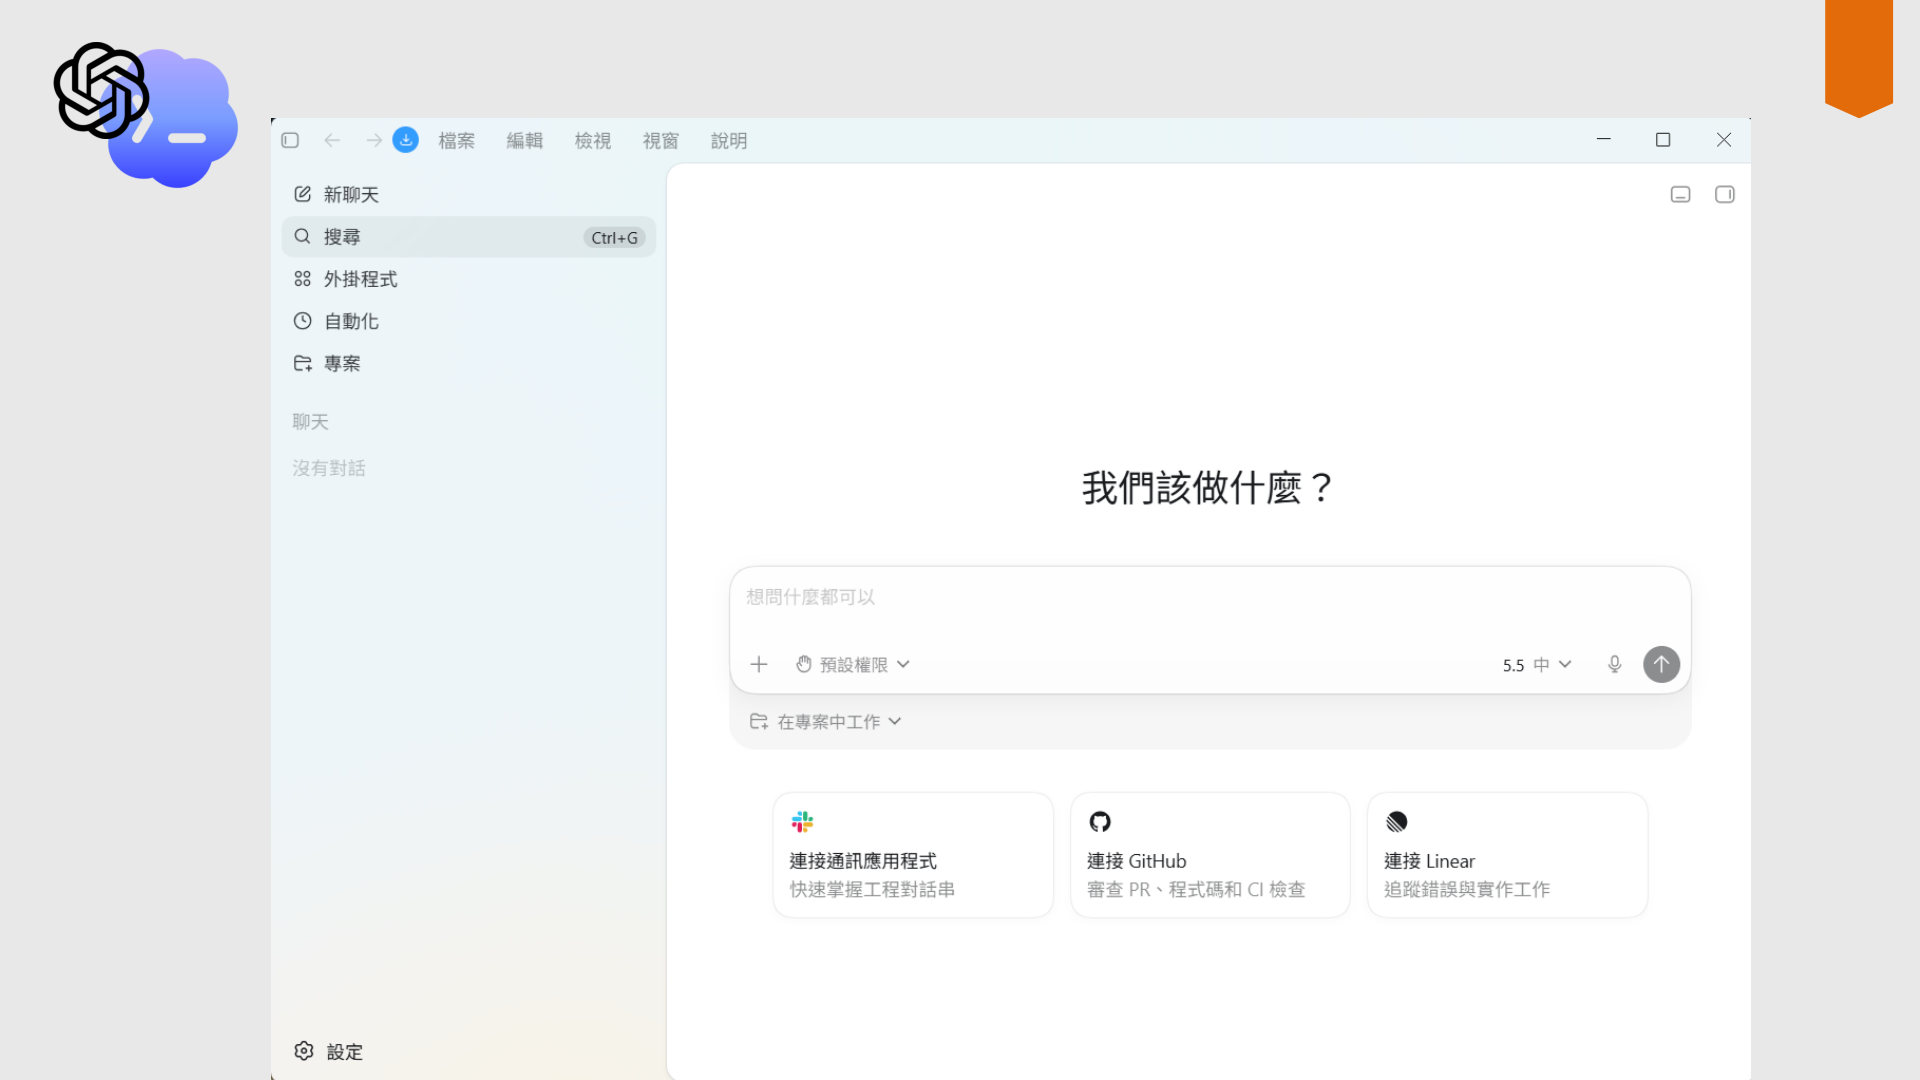 檔案 編輯 檢視 視窗 說明
新聊天
搜尋 Ctrl+G
外掛程式
自動化
專案
聊天
沒有對話
設定
我們該做什麼？
想問什麼都可以
預設權限 5.5 中
在專案中工作
連接通訊應用程式
快速掌握工程對話串
連接 GitHub
審查 PR、程式碼和 CI 檢查
連接 Linear
追蹤錯誤與實作工作